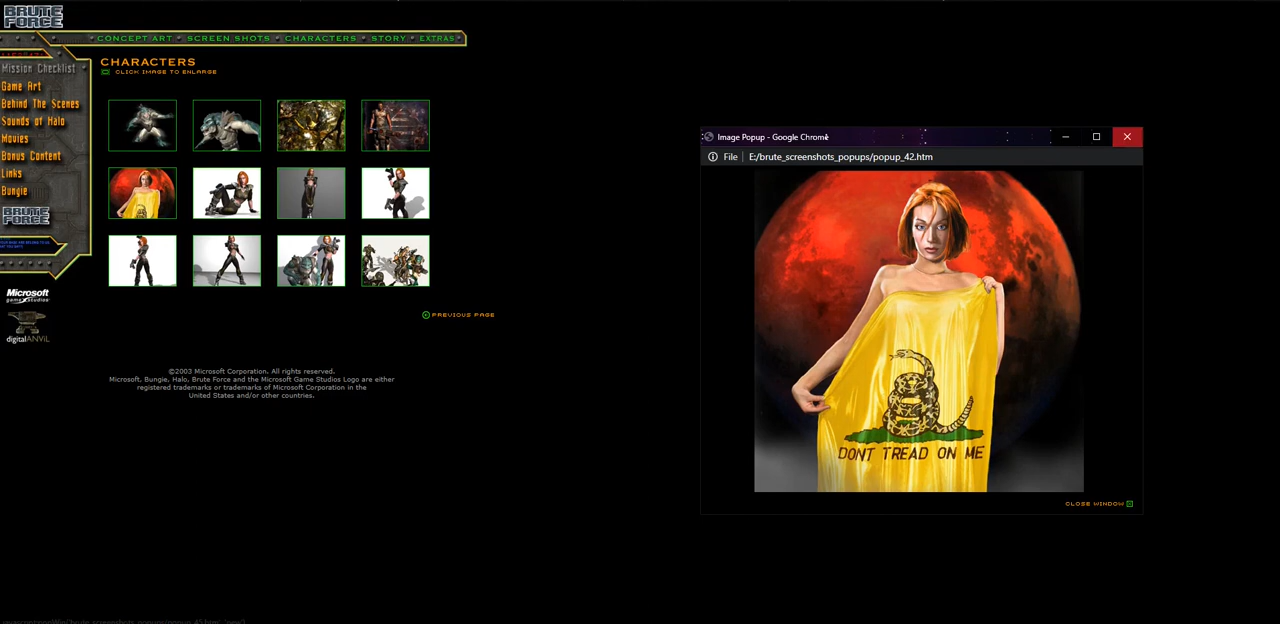 BRUTE
FORCE
CONCEPT ART • SCREEN SHOTS • CHARACTERS • STORY • EXTRAS
Mission Checklist
Game Art
Behind The Scenes
Sounds of Halo
Movies
Bonus Content
Links
Bungie
BRUTE
FORCE
Microsoft
game studios
digitalANViL
CHARACTERS
CLICK IMAGE TO ENLARGE
PREVIOUS PAGE
©2003 Microsoft Corporation. All rights reserved.
Microsoft, Bungie, Halo, Brute Force and the Microsoft Game Studios Logo are either
registered trademarks or trademarks of Microsoft Corporation in the
United States and/or other countries.
Image Popup - Google Chrome
File E:/brute_screenshots_popups/popup_42.htm
DONT TREAD ON ME
CLOSE WINDOW